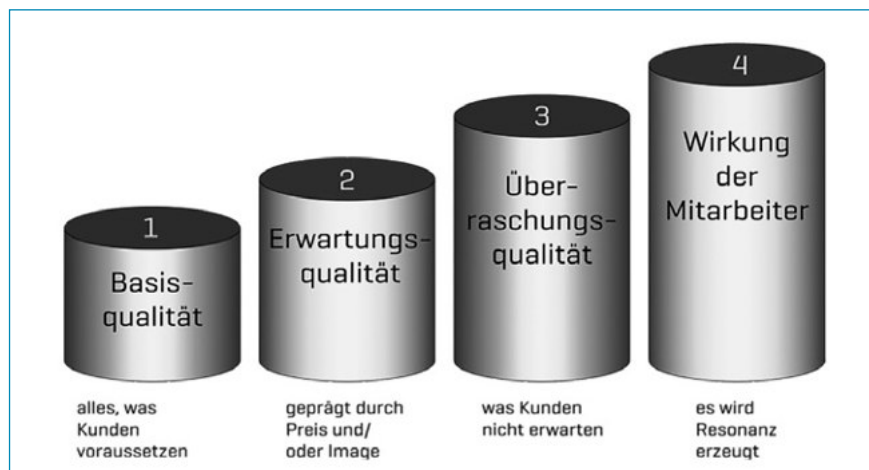 1
Basis-
qualität
alles, was
Kunden
voraussetzen
2
Erwartungs-
qualität
geprägt durch
Preis und/
oder Image
3
Über-
raschungs-
qualität
was Kunden
nicht erwarten
4
Wirkung
der
Mitarbeiter
es wird
Resonanz
erzeugt